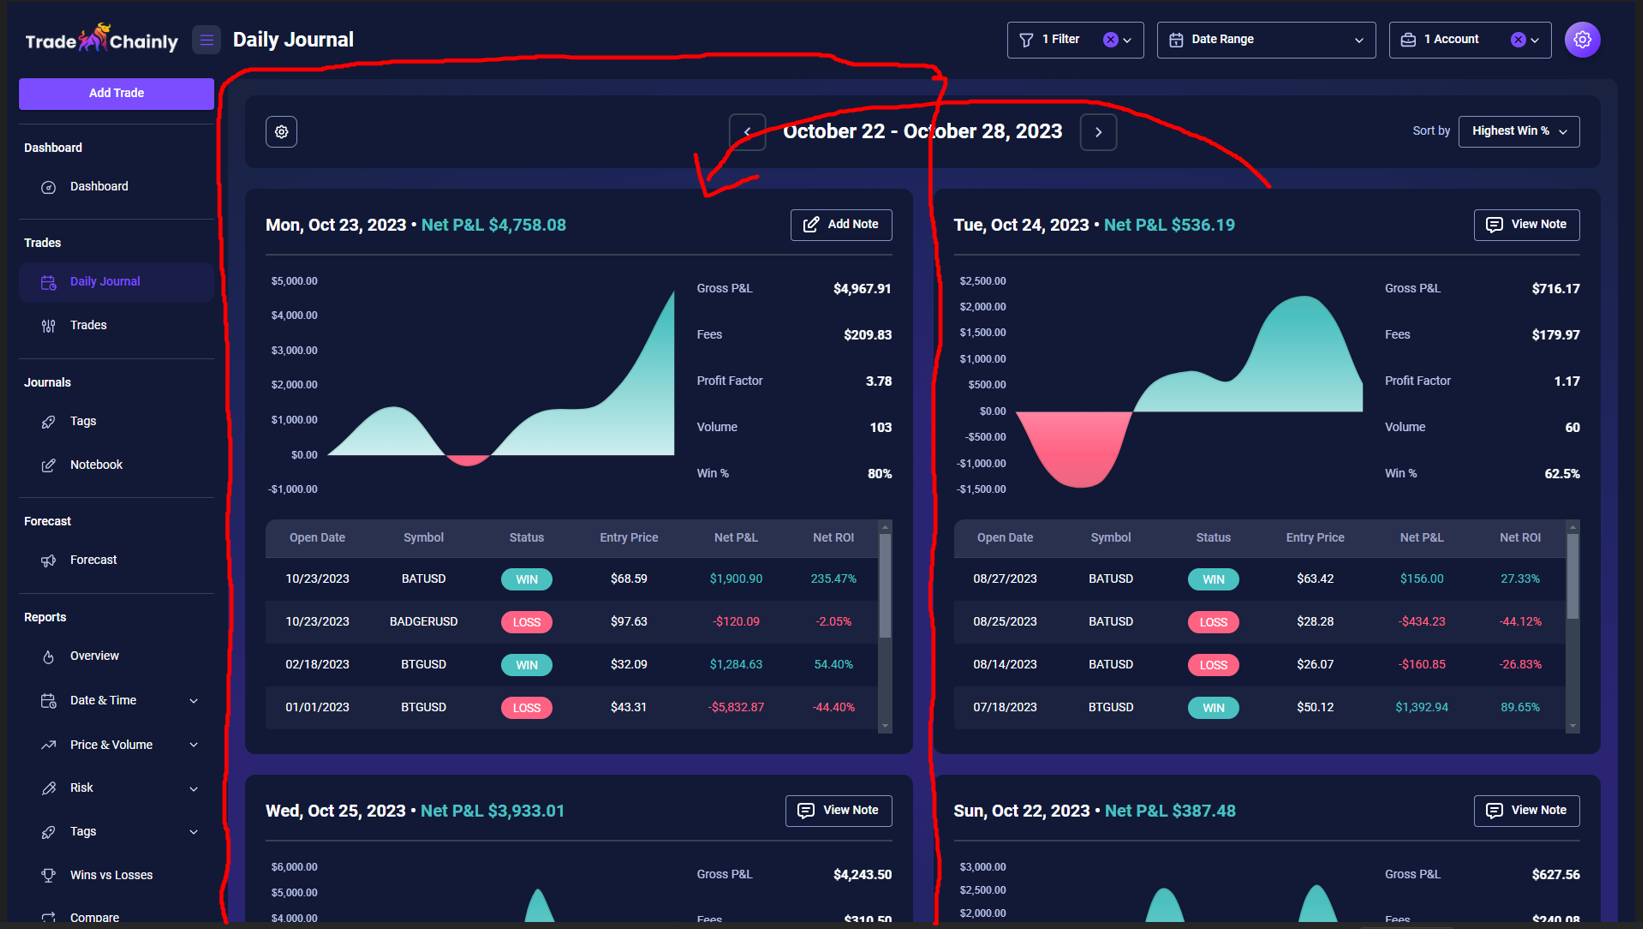 Trade Chainly
Daily Journal
1 Filter
Date Range
1 Account
Add Trade
Dashboard
Dashboard
Trades
Daily Journal
Trades
Journals
Tags
Notebook
Forecast
Forecast
Reports
Overview
Date & Time
Price & Volume
Risk
Tags
Wins vs Losses
Compare
October 22 - October 28, 2023
Sort by
Highest Win %
Mon, Oct 23, 2023 • Net P&L $4,758.08
Add Note
$5,000.00
$4,000.00
$3,000.00
$2,000.00
$1,000.00
$0.00
-$1,000.00
Gross P&L $4,967.91
Fees $209.83
Profit Factor 3.78
Volume 103
Win % 80%
Open Date Symbol Status Entry Price Net P&L Net ROI
10/23/2023 BATUSD WIN $68.59 $1,900.90 235.47%
10/23/2023 BADGERUSD LOSS $97.63 -$120.09 -2.05%
02/18/2023 BTGUSD WIN $32.09 $1,284.63 54.40%
01/01/2023 BTGUSD LOSS $43.31 -$5,832.87 -44.40%
Tue, Oct 24, 2023 • Net P&L $536.19
View Note
$2,500.00
$2,000.00
$1,500.00
$1,000.00
$500.00
$0.00
-$500.00
-$1,000.00
-$1,500.00
Gross P&L $716.17
Fees $179.97
Profit Factor 1.17
Volume 60
Win % 62.5%
Open Date Symbol Status Entry Price Net P&L Net ROI
08/27/2023 BATUSD WIN $63.42 $156.00 27.33%
08/25/2023 BATUSD LOSS $28.28 -$434.23 -44.12%
08/14/2023 BATUSD LOSS $26.07 -$160.85 -26.83%
07/18/2023 BTGUSD WIN $50.12 $1,392.94 89.65%
Wed, Oct 25, 2023 • Net P&L $3,933.01
View Note
$6,000.00
$5,000.00
$4,000.00
Gross P&L $4,243.50
Fees $310.50
Sun, Oct 22, 2023 • Net P&L $387.48
View Note
$3,000.00
$2,500.00
$2,000.00
Gross P&L $627.56
Fees $240.08